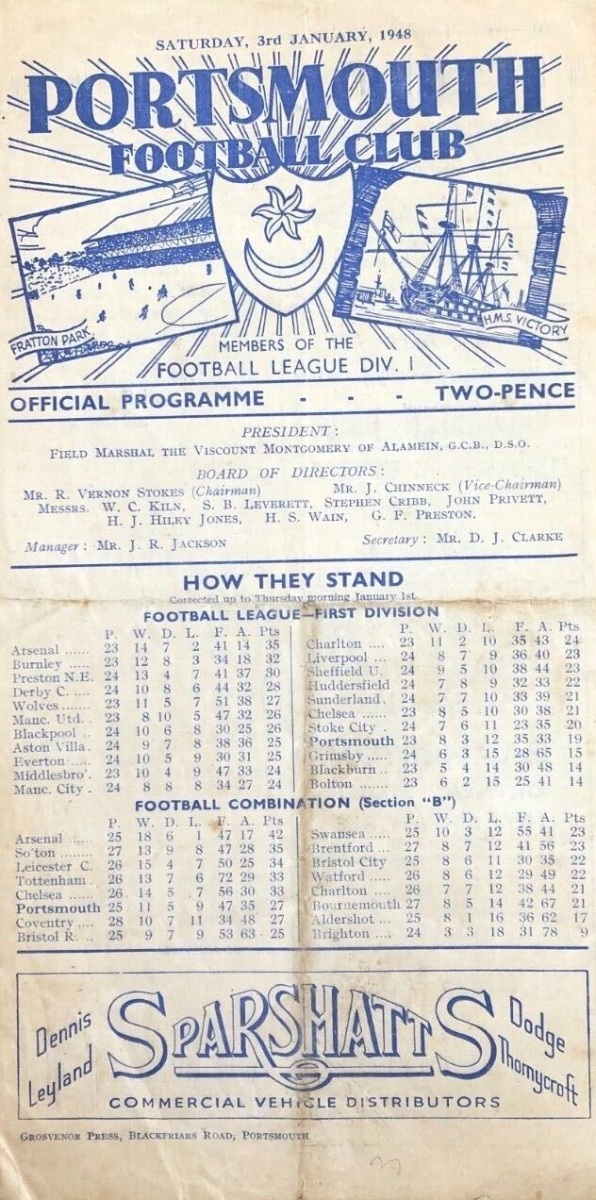 SATURDAY, 3rd JANUARY, 1948
PORTSMOUTH
FOOTBALL CLUB
FRATTON PARK
H.M.S. VICTORY
MEMBERS OF THE
FOOTBALL LEAGUE DIV. I
OFFICIAL PROGRAMME - - - TWO-PENCE
PRESIDENT :
FIELD MARSHAL THE VISCOUNT MONTGOMERY OF ALAMEIN, G.C.B., D.S.O.
BOARD OF DIRECTORS :
MR. R. VERNON STOKES (Chairman) MR. J. CHINNECK (Vice-Chairman)
MESSRS. W. C. KILN, S. B. LEVERETT, STEPHEN CRIBB, JOHN PRIVETT,
H. J. HILEY JONES, H. S. WAIN, G. F. PRESTON.
Manager : MR. J. R. JACKSON Secretary : MR. D. J. CLARKE
HOW THEY STAND
Corrected up to Thursday morning January 1st
FOOTBALL LEAGUE—FIRST DIVISION
P. W. D. L. F. A. Pts
Arsenal ...... 23 14 7 2 41 14 35
Burnley ..... 23 12 8 3 34 18 32
Preston N.E. 24 13 4 7 41 37 30
Derby C. .... 24 10 8 6 44 32 28
Wolves ....... 23 11 5 7 51 38 27
Manc. Utd. . 23 8 10 5 47 32 26
Blackpool .. 24 10 6 8 30 25 26
Aston Villa. 24 9 7 8 38 36 25
Everton ..... 24 10 5 9 30 31 25
Middlesbro'. 23 10 4 9 47 33 24
Manc. City . 24 8 8 8 34 27 24
P. W. D. L. F. A. Pts
Charlton .... 23 11 2 10 35 43 24
Liverpool ... 24 8 7 9 36 40 23
Sheffield U. 24 9 5 10 38 44 23
Huddersfield 24 7 8 9 32 33 22
Sunderland. 24 7 7 10 33 39 21
Chelsea ...... 23 8 5 10 30 38 21
Stoke City . 24 7 6 11 23 35 20
Portsmouth 23 8 3 12 35 33 19
Grimsby ..... 24 6 3 15 28 65 15
Blackburn .. 23 5 4 14 30 48 14
Bolton ....... 23 6 2 15 25 41 14
FOOTBALL COMBINATION (Section "B")
P. W. D. L. F. A. Pts
Arsenal ...... 25 18 6 1 47 17 42
So'ton ........ 27 13 9 8 47 28 35
Leicester C. 26 15 4 7 50 25 34
Tottenham . 26 13 7 6 72 29 33
Chelsea ...... 26 14 5 7 56 30 33
Portsmouth 25 11 5 9 47 35 27
Coventry .... 28 10 7 11 34 48 27
Bristol R. .. 25 9 7 9 53 63 25
P. W. D. L. F. A. Pts
Swansea ..... 25 10 3 12 55 41 23
Brentford ... 27 8 7 12 41 56 23
Bristol City 25 8 6 11 30 35 22
Watford ..... 26 8 6 12 29 49 22
Charlton .... 26 7 7 12 38 44 21
Bournemouth 27 8 5 14 42 67 21
Aldershot ... 25 8 1 16 36 62 17
Brighton .... 24 3 3 18 31 78 9
Dennis
Leyland
SPARSHATTS
Dodge
Thornycroft
COMMERCIAL VEHICLE DISTRIBUTORS
GROSVENOR PRESS, BLACKFRIARS ROAD, PORTSMOUTH